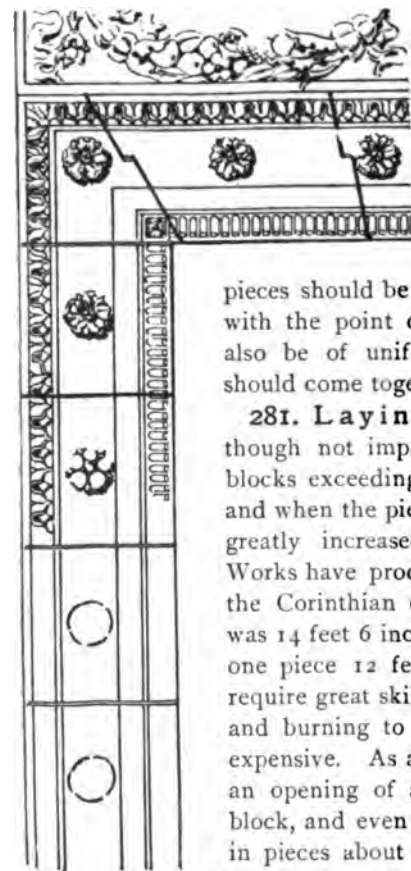 pieces should be
with the point
also be of unif
should come toge
281. Layin
though not imp
blocks exceeding
and when the pie
greatly increase
Works have proc
the Corinthian
was 14 feet 6 inc
one piece 12 fe
require great ski
and burning to
expensive. As a
an opening of a
block, and even
in pieces about